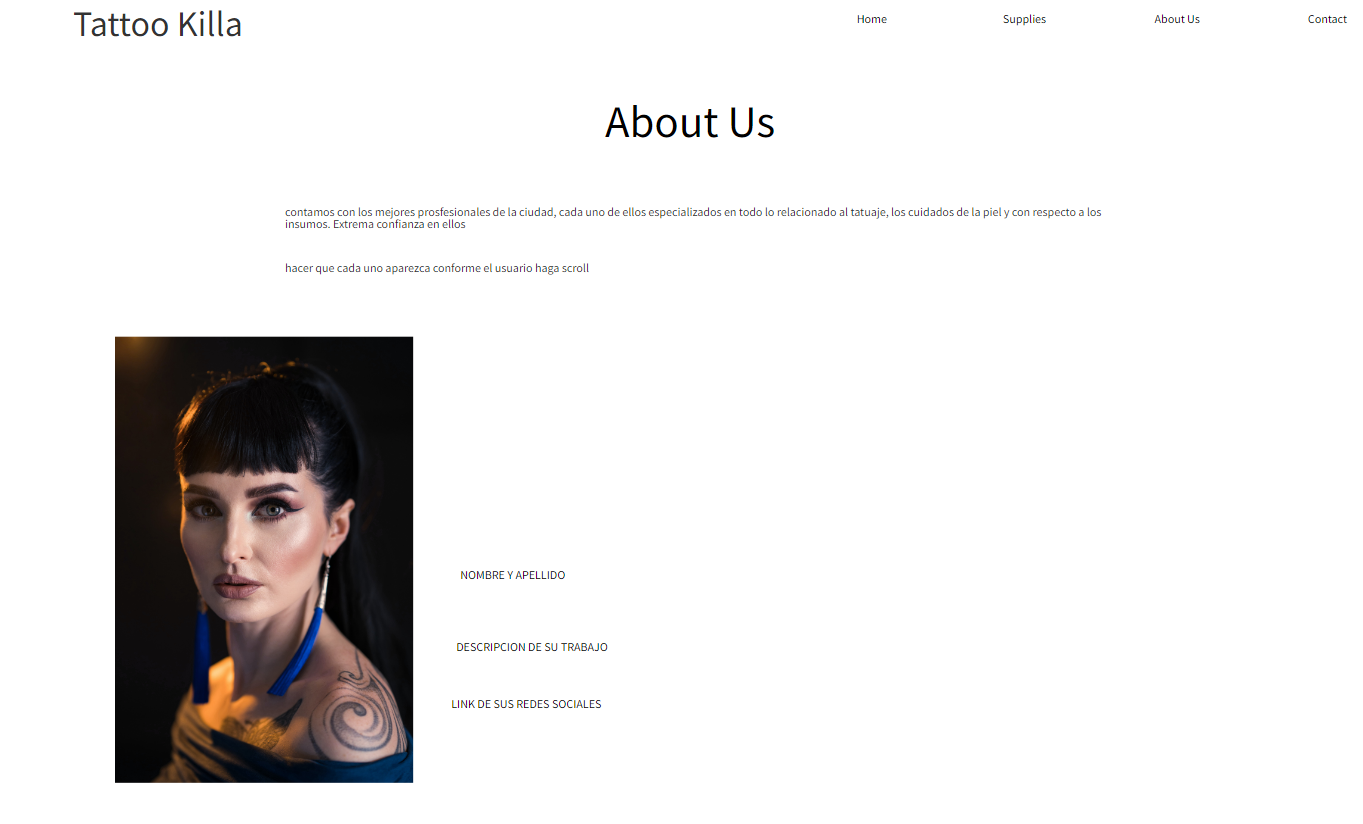 Tattoo Killa
Home
Supplies
About Us
Contact
About Us
contamos con los mejores prosfesionales de la ciudad, cada uno de ellos especializados en todo lo relacionado al tatuaje, los cuidados de la piel y con respecto a los
insumos. Extrema confianza en ellos
hacer que cada uno aparezca conforme el usuario haga scroll
NOMBRE Y APELLIDO
DESCRIPCION DE SU TRABAJO
LINK DE SUS REDES SOCIALES